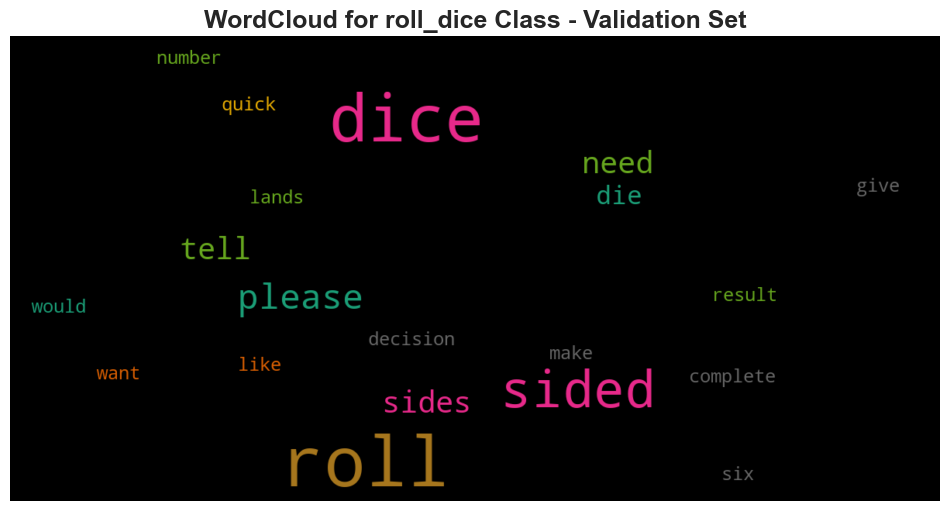 WordCloud for roll_dice Class - Validation Set
number
quick
dice
need
die
give
lands
tell
please
would
result
decision
make
like
want
complete
sided
sides
roll
six